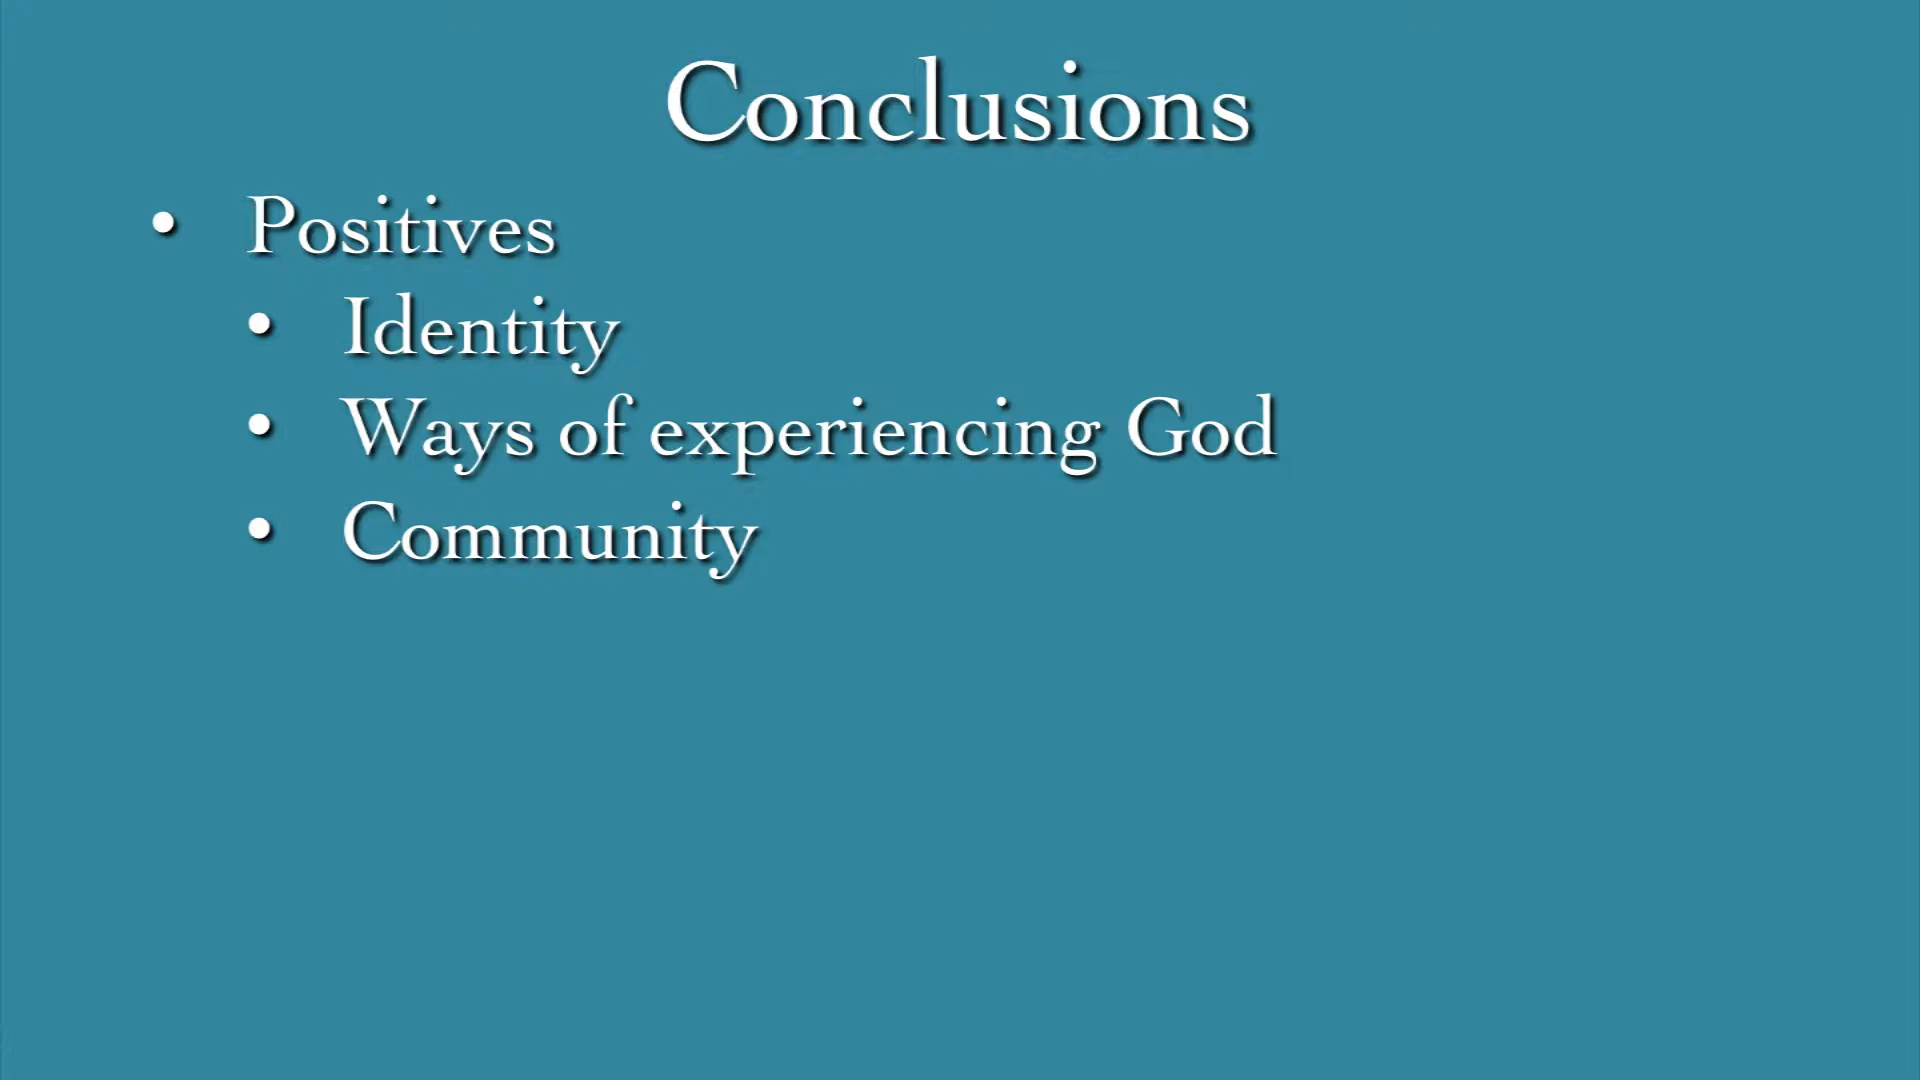 Conclusions
• Positives
• Identity
• Ways of experiencing God
• Community